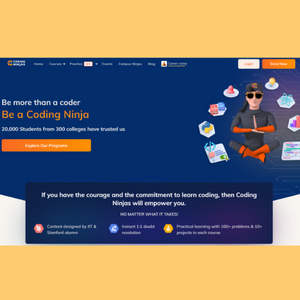 CODING
NINJAS
Home Courses Practice Events Campus Ninjas Blog Career Camp
Login Enroll Now
Be more than a coder
Be a Coding Ninja
20,000 Students from 300 colleges have trusted us
Explore Our Programs
If you have the courage and the commitment to learn coding, then Coding
Ninjas will empower you.
NO MATTER WHAT IT TAKES!
Content designed by IIT &
Stanford alumni
Instant 1:1 doubt
resolution
Practical learning with 100+ problems & 10+
projects in each course